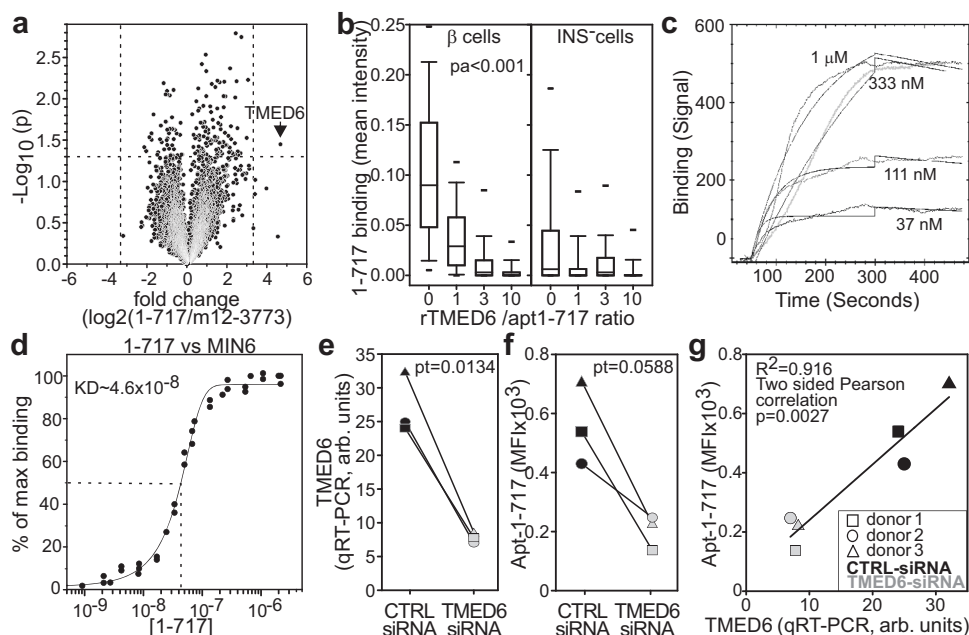 a
-Log10 (p)
3.0
2.5
2.0
1.5
1.0
0.5
0.0
TMED6
-6 -4 -2 0 2 4 6
fold change
(log2(1-717/m12-3773)
b
1-717 binding (mean intensity)
0.25
0.20
0.15
0.10
0.05
0.00
β cells
pa<0.001
INS-cells
0 1 3 10 0 1 3 10
rTMED6 /apt1-717 ratio
c
Binding (Signal)
600
400
200
0
1 μM
333 nM
111 nM
37 nM
0 100 200 300 400
Time (Seconds)
d
1-717 vs MIN6
% of max binding
100
80
60
40
20
0
KD~4.6x10-8
10-9 10-8 10-7 10-6
[1-717]
e
TMED6
(qRT-PCR, arb. units)
35
30
25
20
15
10
5
0
pt=0.0134
CTRL TMED6
siRNA siRNA
f
Apt-1-717 (MFIx103)
0.8
0.6
0.4
0.2
0.0
pt=0.0588
CTRL TMED6
siRNA siRNA
g
Apt-1-717 (MFIx103)
0.8
0.6
0.4
0.2
0.0
R2=0.916
Two sided Pearson
correlation
p=0.0027
donor 1
donor 2
donor 3
CTRL-siRNA
TMED6-siRNA
0 10 20 30
TMED6 (qRT-PCR, arb. units)